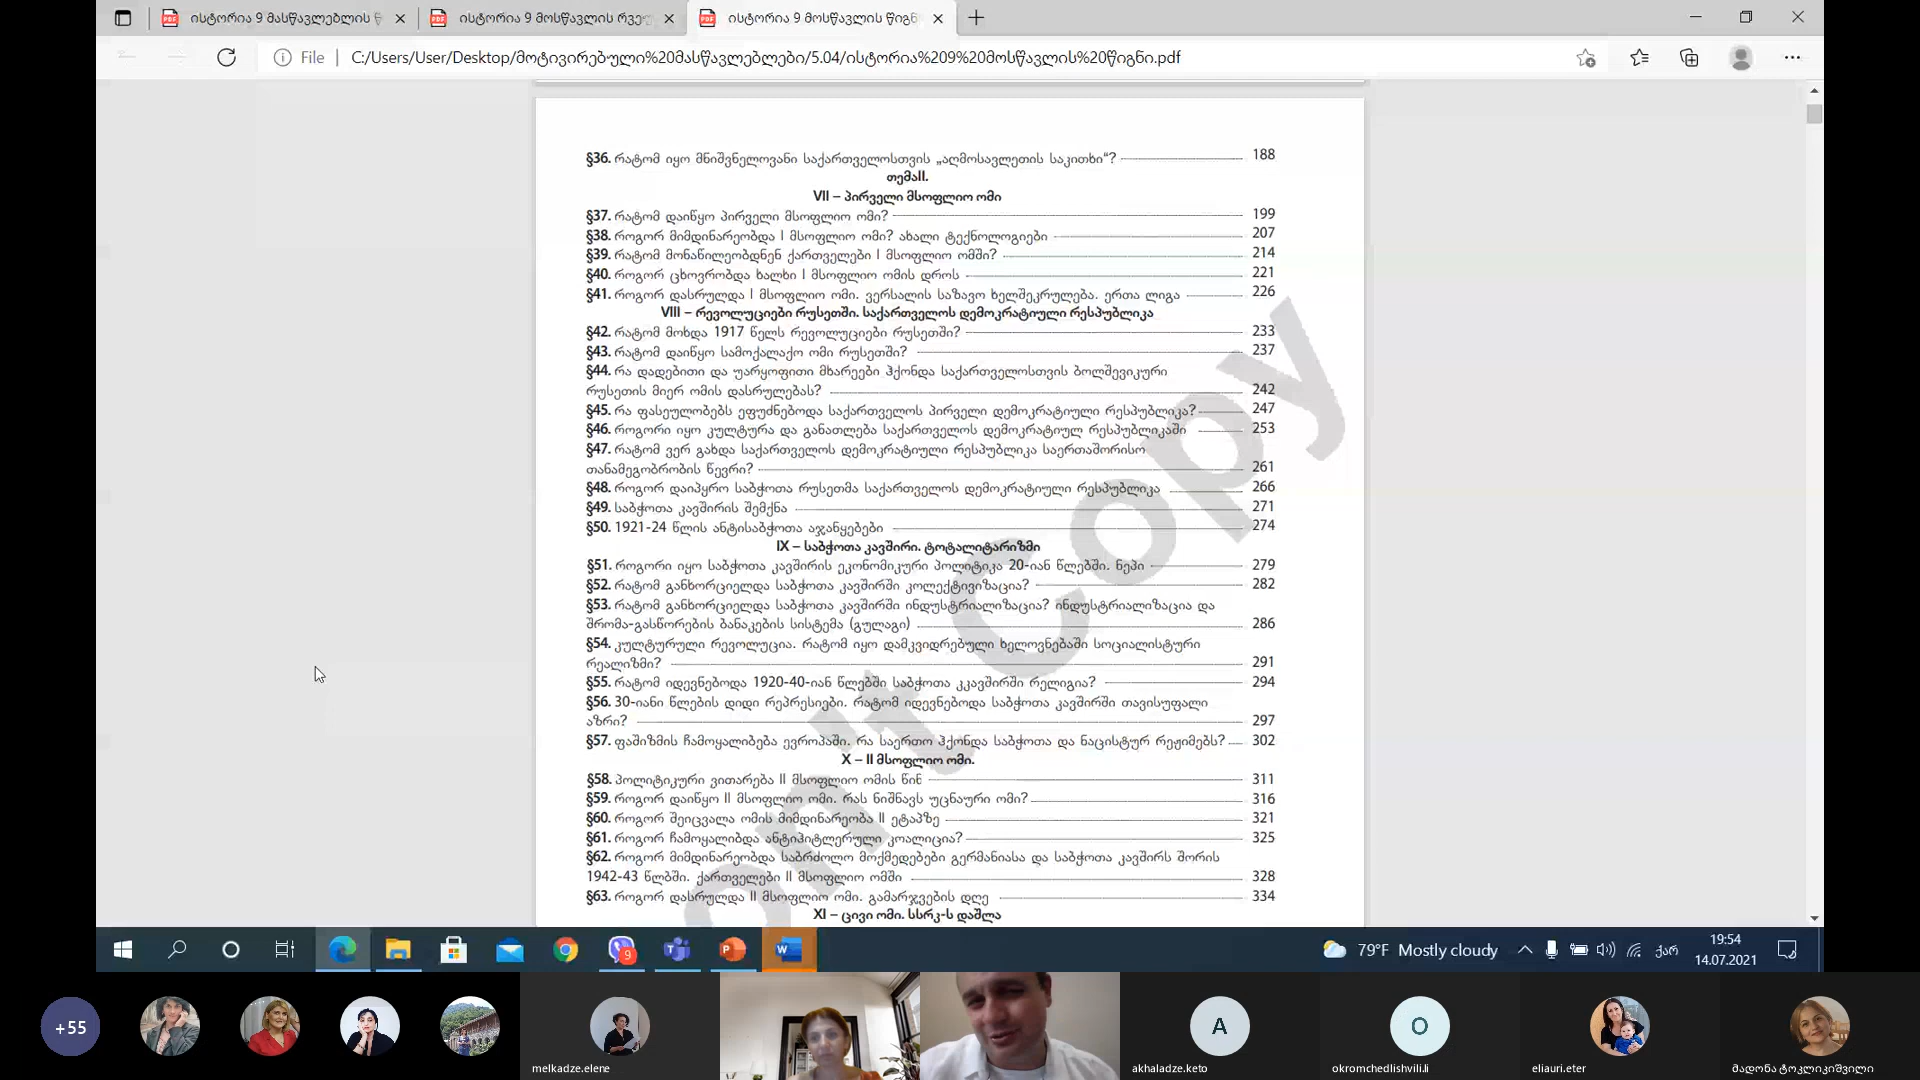 ისტორია 9 მასწავლებლის წ
ისტორია 9 მოსწავლის რვეუ
ისტორია 9 მოსწავლის წიგნ
File | C:/Users/User/Desktop/მოტივირებული%20მასწავლებლები/5.04/ისტორია%209%20მოსწავლის%20წიგნი.pdf
§36. რატომ იყო მნიშვნელოვანი საქართველოსთვის „აღმოსავლეთის საკითხი“? 188
თემაII.
VII – პირველი მსოფლიო ომი
§37. რატომ დაიწყო პირველი მსოფლიო ომი? 199
§38. როგორ მიმდინარეობდა I მსოფლიო ომი? ახალი ტექნოლოგიები 207
§39. რატომ მონაწილეობდნენ ქართველები I მსოფლიო ომში? 214
§40. როგორ ცხოვრობდა ხალხი I მსოფლიო ომის დროს 221
§41. როგორ დასრულდა I მსოფლიო ომი. ვერსალის საზავო ხელშეკრულება. ერთა ლიგა 226
VIII – რევოლუციები რუსეთში. საქართველოს დემოკრატიული რესპუბლიკა
§42. რატომ მოხდა 1917 წელს რევოლუციები რუსეთში? 233
§43. რატომ დაიწყო სამოქალაქო ომი რუსეთში? 237
§44. რა დადებითი და უარყოფითი მხარეები ჰქონდა საქართველოსთვის ბოლშევიკური
რუსეთის მიერ ომის დასრულებას? 242
§45. რა ფასეულობებს ეფუძნებოდა საქართველოს პირველი დემოკრატიული რესპუბლიკა? 247
§46. როგორი იყო კულტურა და განათლება საქართველოს დემოკრატიულ რესპუბლიკაში 253
§47. რატომ ვერ გახდა საქართველოს დემოკრატიული რესპუბლიკა საერთაშორისო
თანამეგობრობის წევრი? 261
§48. როგორ დაიპყრო საბჭოთა რუსეთმა საქართველოს დემოკრატიული რესპუბლიკა 266
§49. საბჭოთა კავშირის შემქნა 271
§50. 1921-24 წლის ანტისაბჭოთა აჯანყებები 274
IX – საბჭოთა კავშირი. ტოტალიტარიზმი
§51. როგორი იყო საბჭოთა კავშირის ეკონომიკური პოლიტიკა 20-იან წლებში. ნეპი 279
§52. რატომ განხორციელდა საბჭოთა კავშირში კოლექტივიზაცია? 282
§53. რატომ განხორციელდა საბჭოთა კავშირში ინდუსტრიალიზაცია? ინდუსტრიალიზაცია და
შრომა-გასწორების ბანაკების სისტემა (გულაგი) 286
§54. კულტურული რევოლუცია. რატომ იყო დამკვიდრებული ხელოვნებაში სოციალისტური
რეალიზმი? 291
§55. რატომ იდევნებოდა 1920-40-იან წლებში საბჭოთა კკავშირში რელიგია? 294
§56. 30-იანი წლების დიდი რეპრესიები. რატომ იდევნებოდა საბჭოთა კავშირში თავისუფალი
აზრი? 297
§57. ფაშიზმის ჩამოყალიბება ევროპაში. რა საერთო ჰქონდა საბჭოთა და ნაცისტურ რეჟიმებს? 302
X – II მსოფლიო ომი.
§58. პოლიტიკური ვითარება II მსოფლიო ომის წინ 311
§59. როგორ დაიწყო II მსოფლიო ომი. რას ნიშნავს უცნაური ომი? 316
§60. როგორ შეიცვალა ომის მიმდინარეობა II ეტაპზე 321
§61. როგორ ჩამოყალიბდა ანტიჰიტლერული კოალიცია? 325
§62. როგორ მიმდინარეობდა საბრძოლო მოქმედებები გერმანიასა და საბჭოთა კავშირს შორის
1942-43 წლბში. ქართველები II მსოფლიო ომში 328
§63. როგორ დასრულდა II მსოფლიო ომი. გამარჯვების დღე 334
XI – ცივი ომი. სსრკ-ს დაშლა
on't Copy
9
79°F Mostly cloudy
ქარ
19:54
14.07.2021
+55
A
O
melkadze.elene
akhaladze.keto
okromchedlishvili.li
eliauri.eter
მადონა ტოკლიკიშვილი